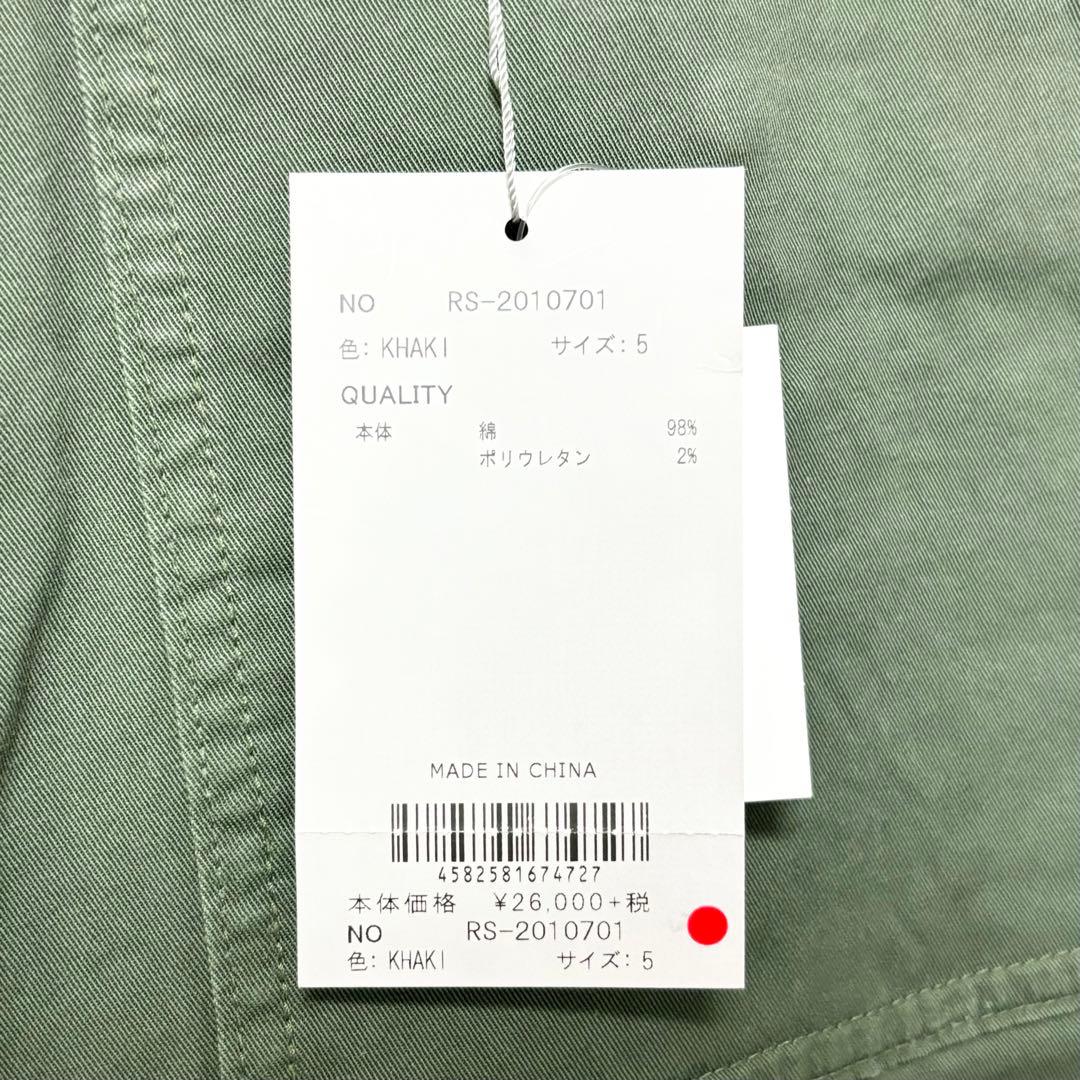 NO RS-2010701
色: KHAKI サイズ: 5
QUALITY
本体 綿 98%
ポリウレタン 2%
MADE IN CHINA
4582581674727
本体価格 ¥26,000+税
NO RS-2010701
色: KHAKI サイズ: 5